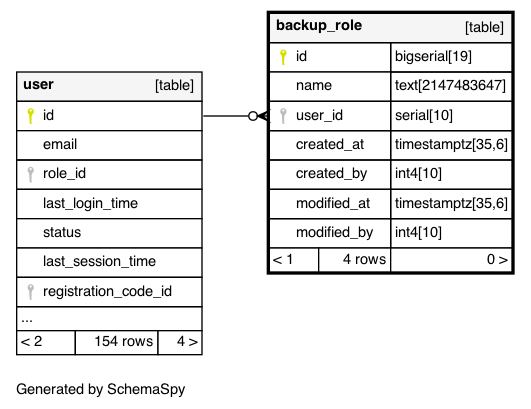 backup_role [table]
id bigserial[19]
name text[2147483647]
user_id serial[10]
created_at timestamptz[35,6]
created_by int4[10]
modified_at timestamptz[35,6]
modified_by int4[10]
< 1 4 rows 0 >
user [table]
id
email
role_id
last_login_time
status
last_session_time
registration_code_id
...
< 2 154 rows 4 >
Generated by SchemaSpy